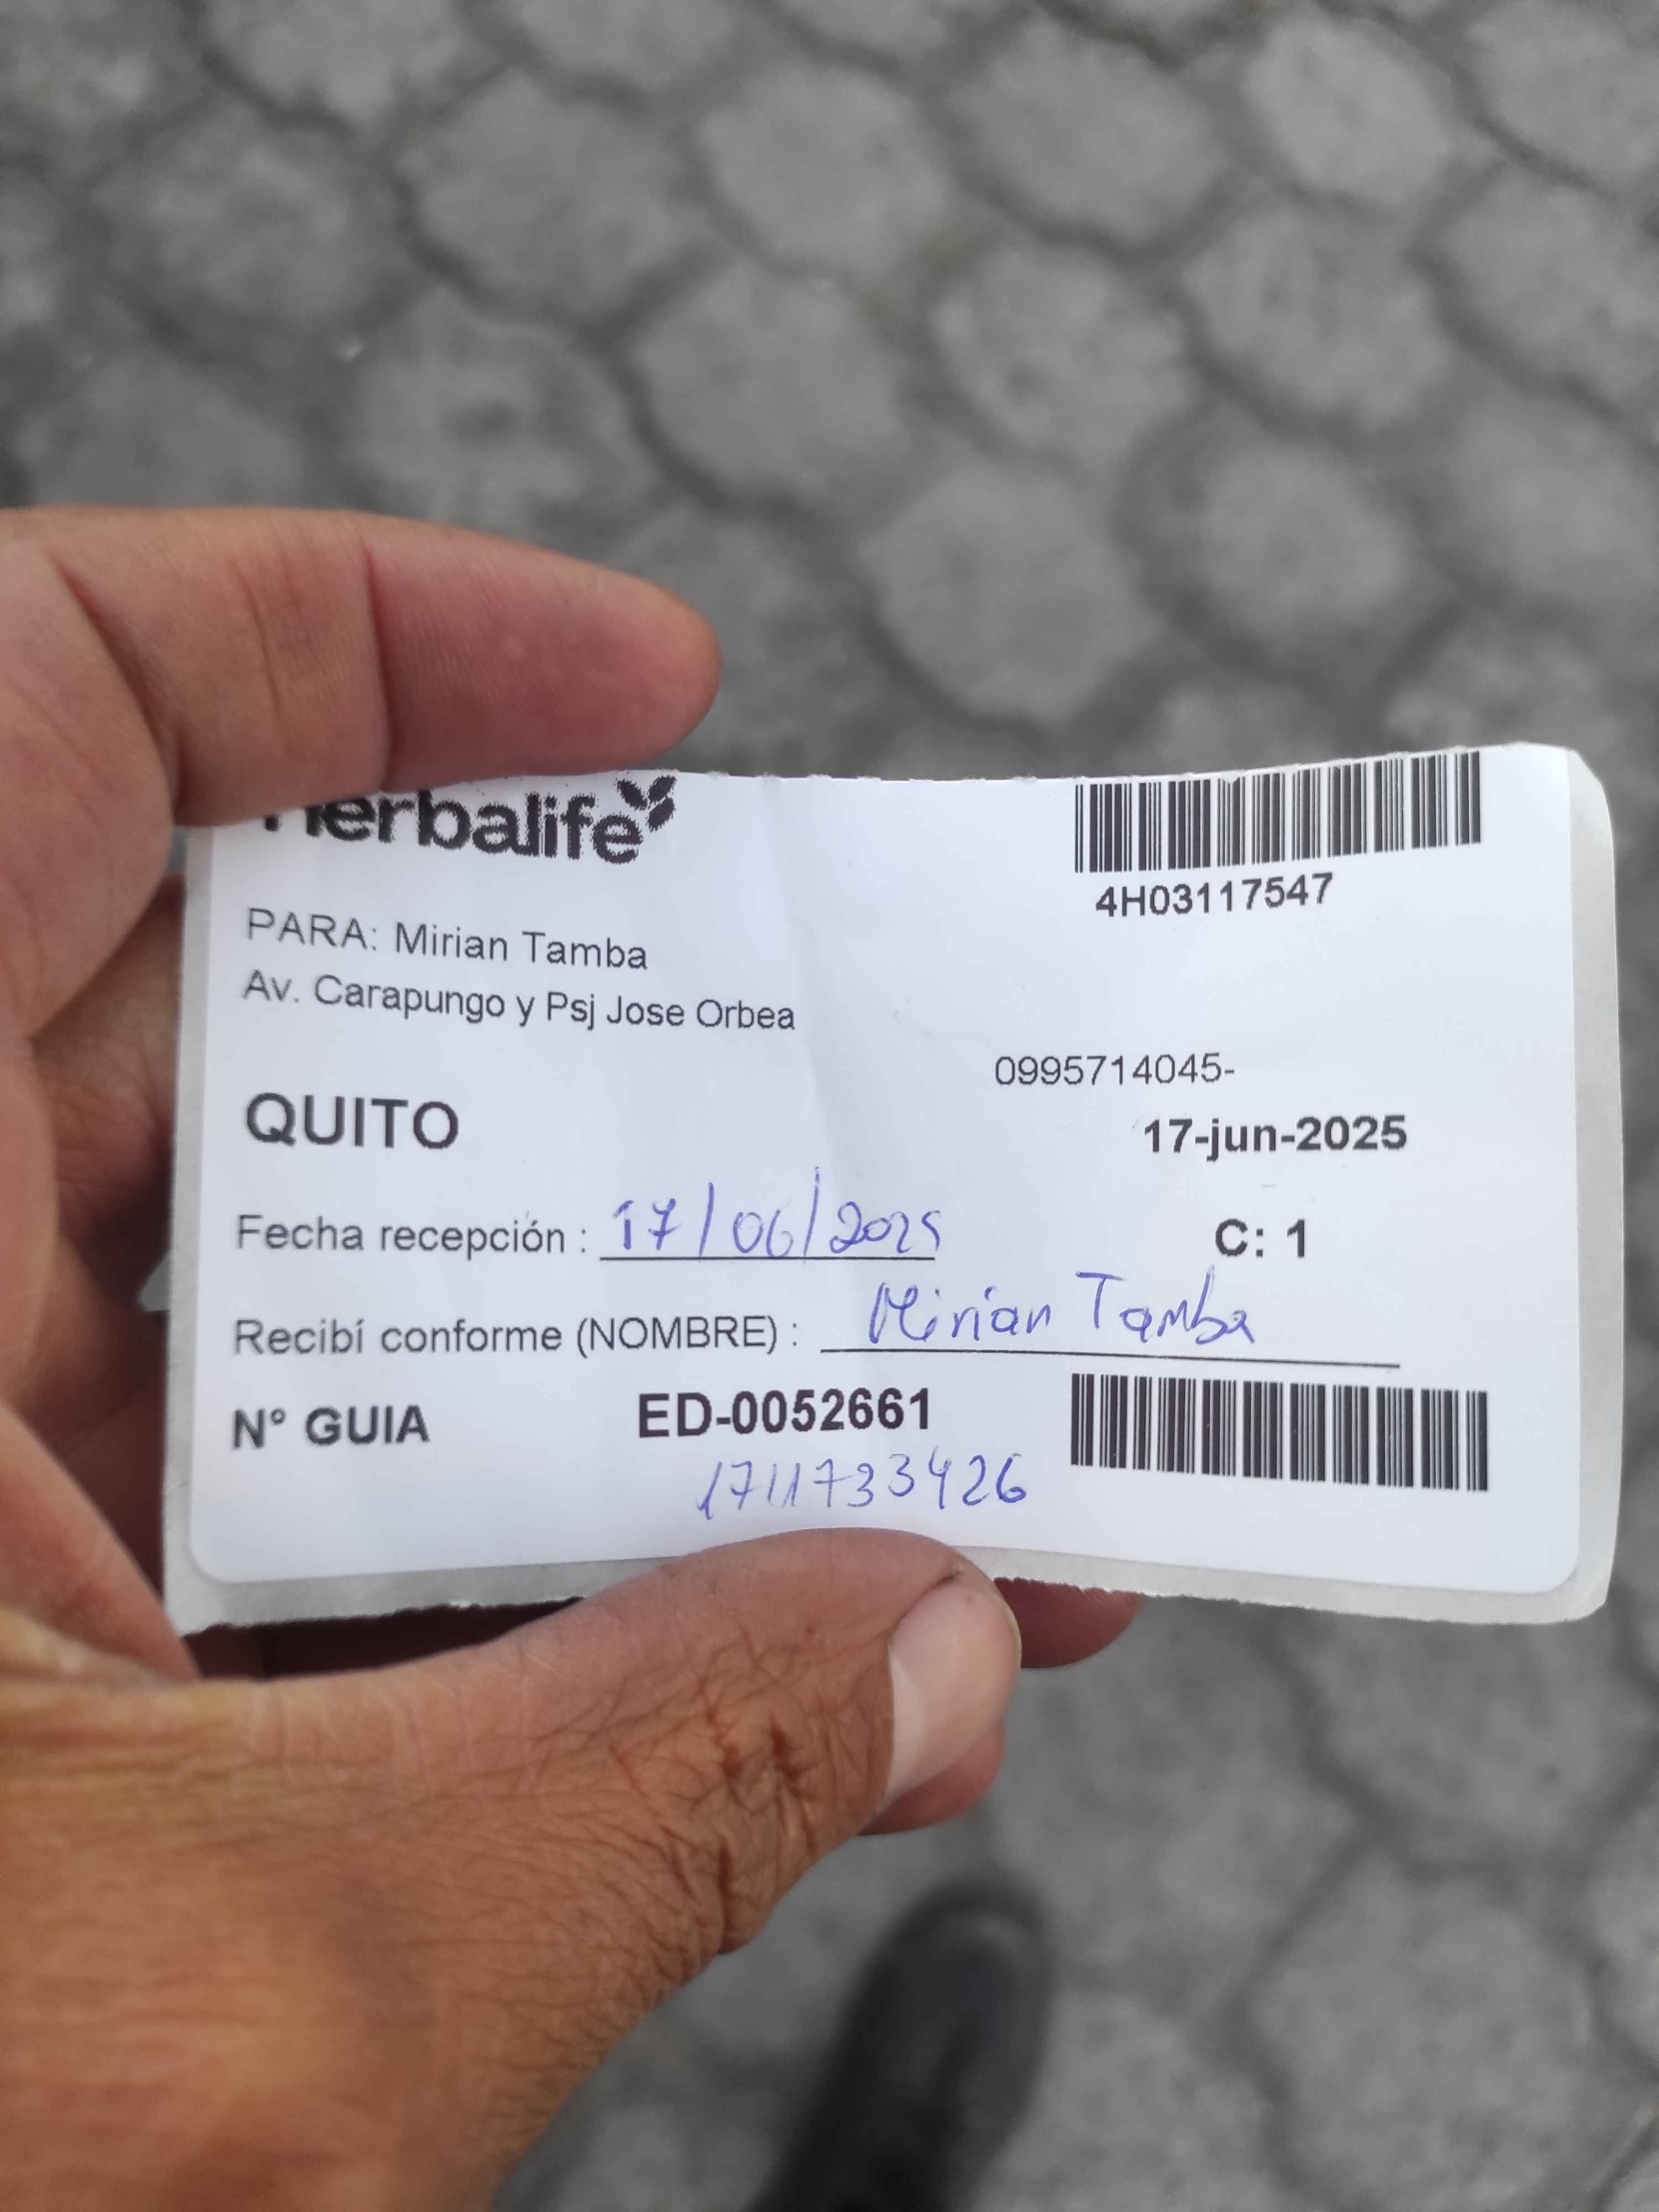 herbalife
4H03117547
PARA: Mirian Tamba
Av. Carapungo y Psj Jose Orbea
0995714045-
QUITO
17-jun-2025
Fecha recepción : 17/06/2025
C: 1
Recibí conforme (NOMBRE) : Mirian Tamba
N° GUIA ED-0052661
1711733426